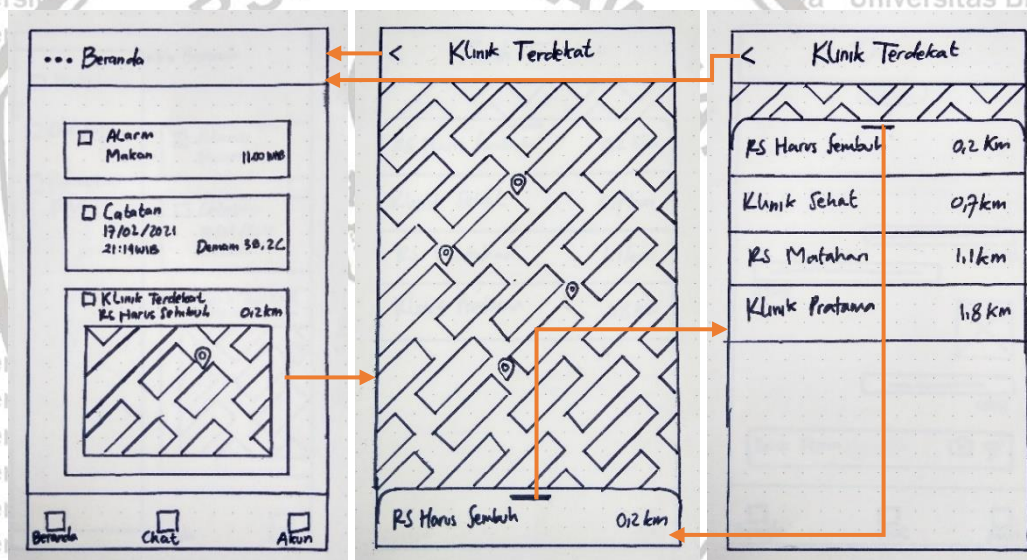 Universitas B
... Beranda
Alarm
Makan 11.00 WIB
Catatan
17/02/2021
21:19 WIB Demam 38,2C
Klinik Terdekat
RS Harus Sembuh 0,2 km
Beranda Chat Akun
< Klinik Terdekat
RS Harus Sembuh 0,2 km
< Klinik Terdekat
RS Harus Sembuh 0,2 Km
Klinik Sehat 0,7 km
RS Matahari 1,1 km
Klinik Pratama 1,8 km